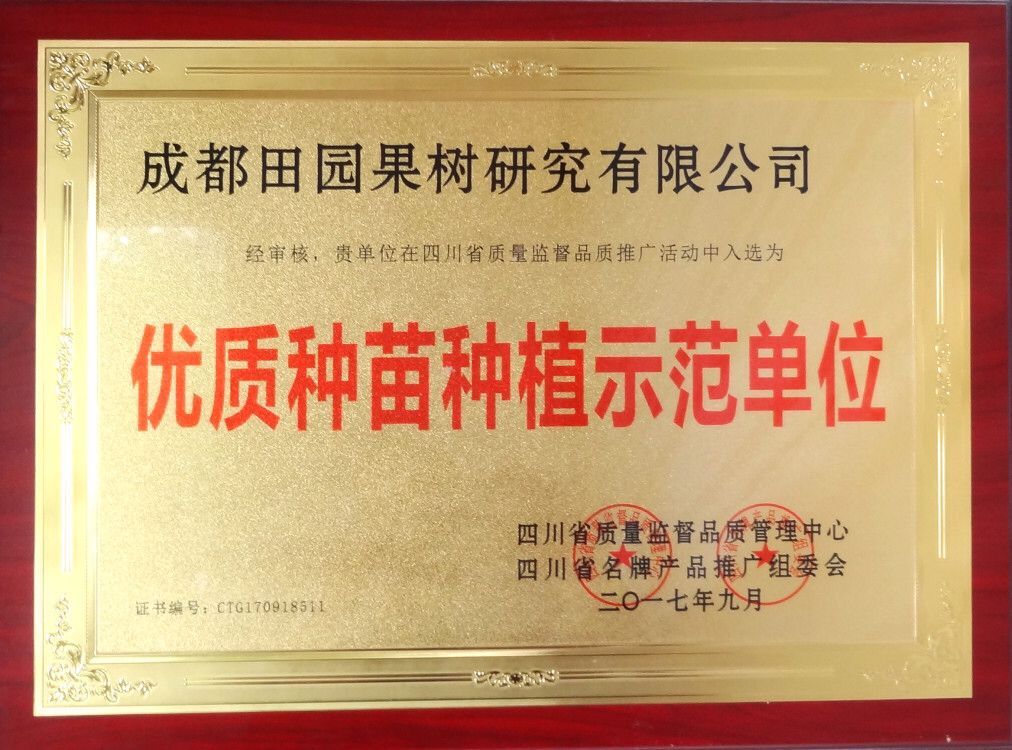 成都田园果树研究有限公司
经审核，贵单位在四川省质量监督品质推广活动中入选为
优质种苗种植示范单位
四川省质量监督品质管理中心
四川省名牌产品推广组委会
二〇一七年九月
证书编号：CTG170918511